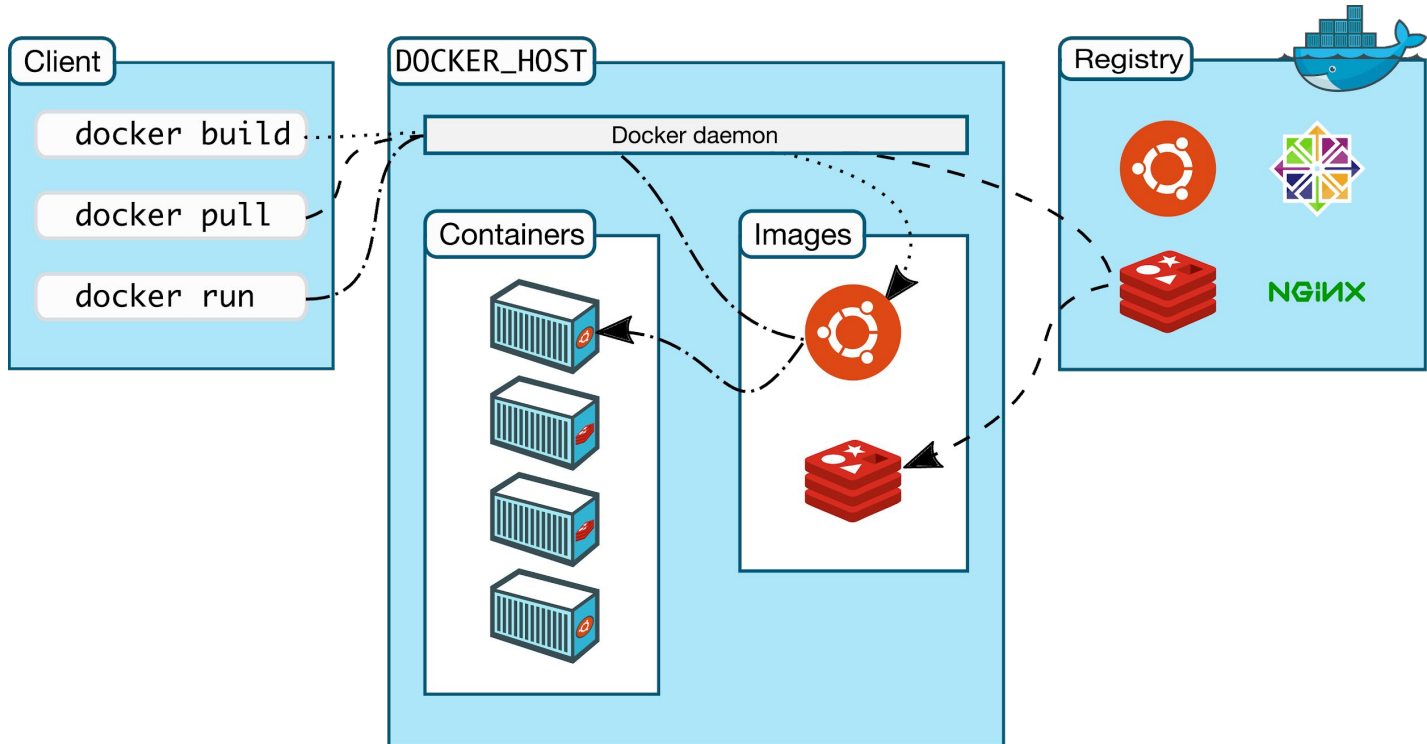 Client
docker build
docker pull
docker run
DOCKER_HOST
Docker daemon
Containers
Images
Registry
NGiNX